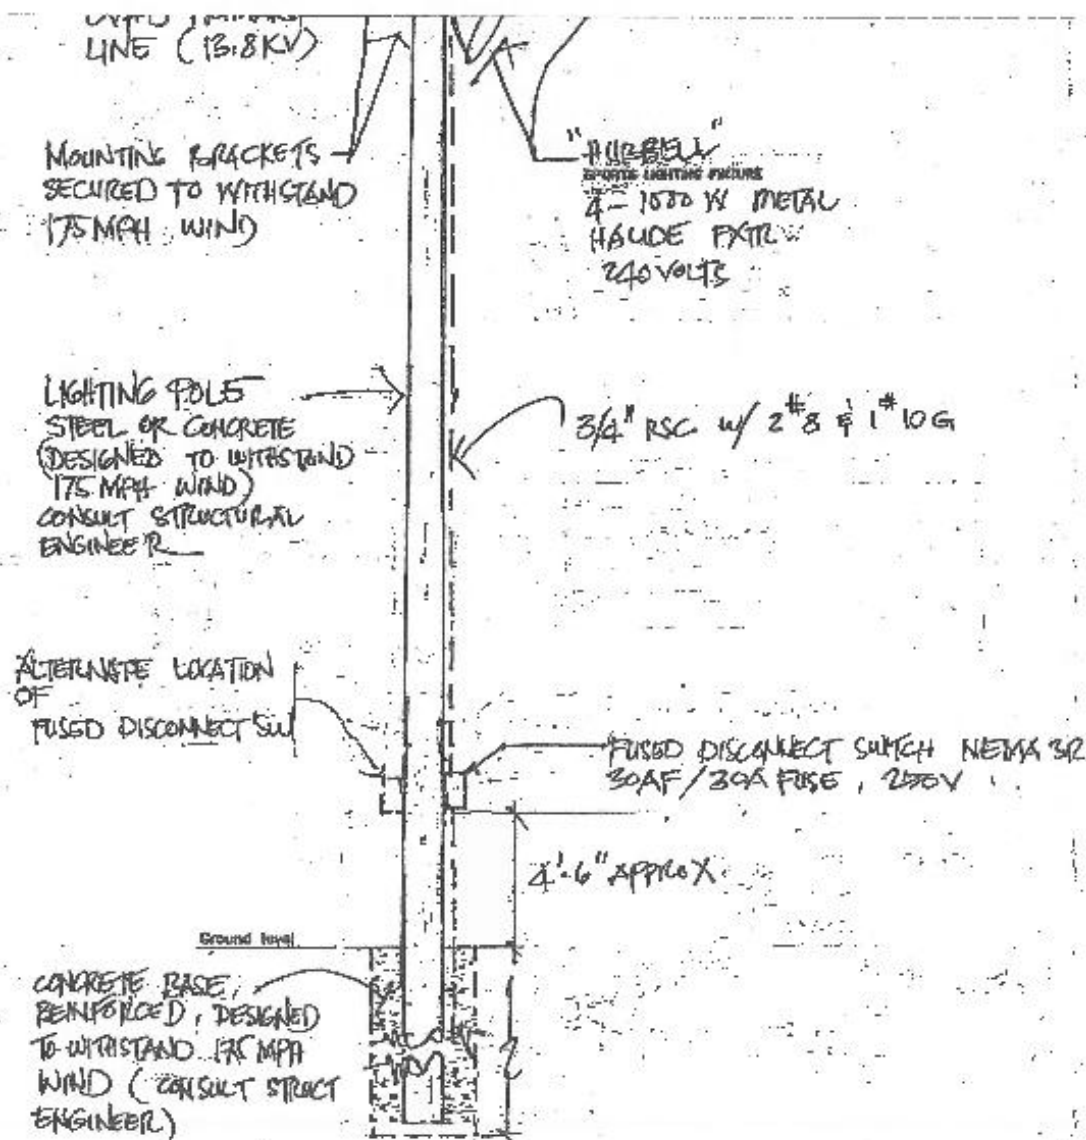 LINE (13.8KV)
MOUNTING BRACKETS
SECURED TO WITHSTAND
175 MPH WIND
"HUBBELL"
SPORTS LIGHTING FIXTURE
4 - 1000 W METAL
HALIDE FXTR
240 VOLTS
LIGHTING POLE
STEEL OR CONCRETE
(DESIGNED TO WITHSTAND
175 MPH WIND)
CONSULT STRUCTURAL
ENGINEER
3/4" RSC w/ 2 #8 & 1 #10 G
ALTERNATE LOCATION
OF
FUSED DISCONNECT SW
FUSED DISCONNECT SWITCH NEMA 3R
30AF/30A FUSE, 250V
4'-6" APPROX
Ground level
CONCRETE BASE,
REINFORCED, DESIGNED
TO WITHSTAND 175 MPH
WIND (CONSULT STRUCT
ENGINEER)